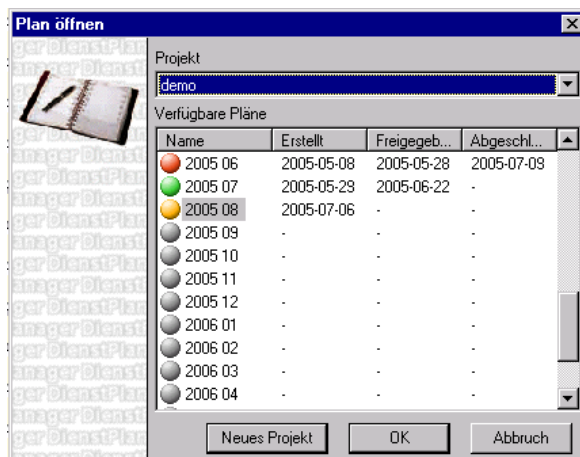 Plan öffnen
Projekt
demo
Verfügbare Pläne
Name Erstellt Freigegeb... Abgeschl...
2005 06 2005-05-08 2005-05-28 2005-07-03
2005 07 2005-05-29 2005-06-22 -
2005 08 2005-07-06 - -
2005 09 - - -
2005 10 - - -
2005 11 - - -
2005 12 - - -
2006 01 - - -
2006 02 - - -
2006 03 - - -
2006 04 - - -
Neues Projekt OK Abbruch